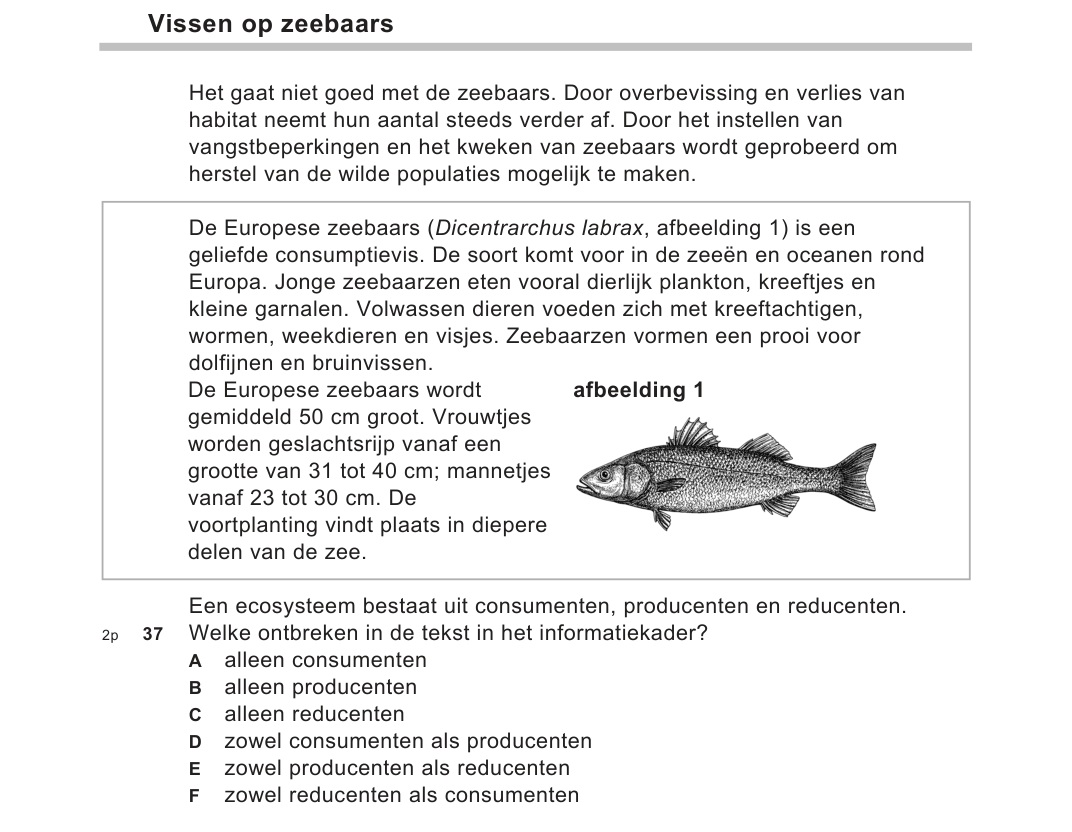 Vissen op zeebaars
Het gaat niet goed met de zeebaars. Door overbevissing en verlies van
habitat neemt hun aantal steeds verder af. Door het instellen van
vangstbeperkingen en het kweken van zeebaars wordt geprobeerd om
herstel van de wilde populaties mogelijk te maken.
De Europese zeebaars (Dicentrarchus labrax, afbeelding 1) is een
geliefde consumptievis. De soort komt voor in de zeeën en oceanen rond
Europa. Jonge zeebaarzen eten vooral dierlijk plankton, kreeftjes en
kleine garnalen. Volwassen dieren voeden zich met kreeftachtigen,
wormen, weekdieren en visjes. Zeebaarzen vormen een prooi voor
dolfijnen en bruinvissen.
De Europese zeebaars wordt
gemiddeld 50 cm groot. Vrouwtjes
worden geslachtsrijp vanaf een
grootte van 31 tot 40 cm; mannetjes
vanaf 23 tot 30 cm. De
voortplanting vindt plaats in diepere
delen van de zee.
afbeelding 1
Een ecosysteem bestaat uit consumenten, producenten en reducenten.
2p 37 Welke ontbreken in de tekst in het informatiekader?
A alleen consumenten
B alleen producenten
C alleen reducenten
D zowel consumenten als producenten
E zowel producenten als reducenten
F zowel reducenten als consumenten